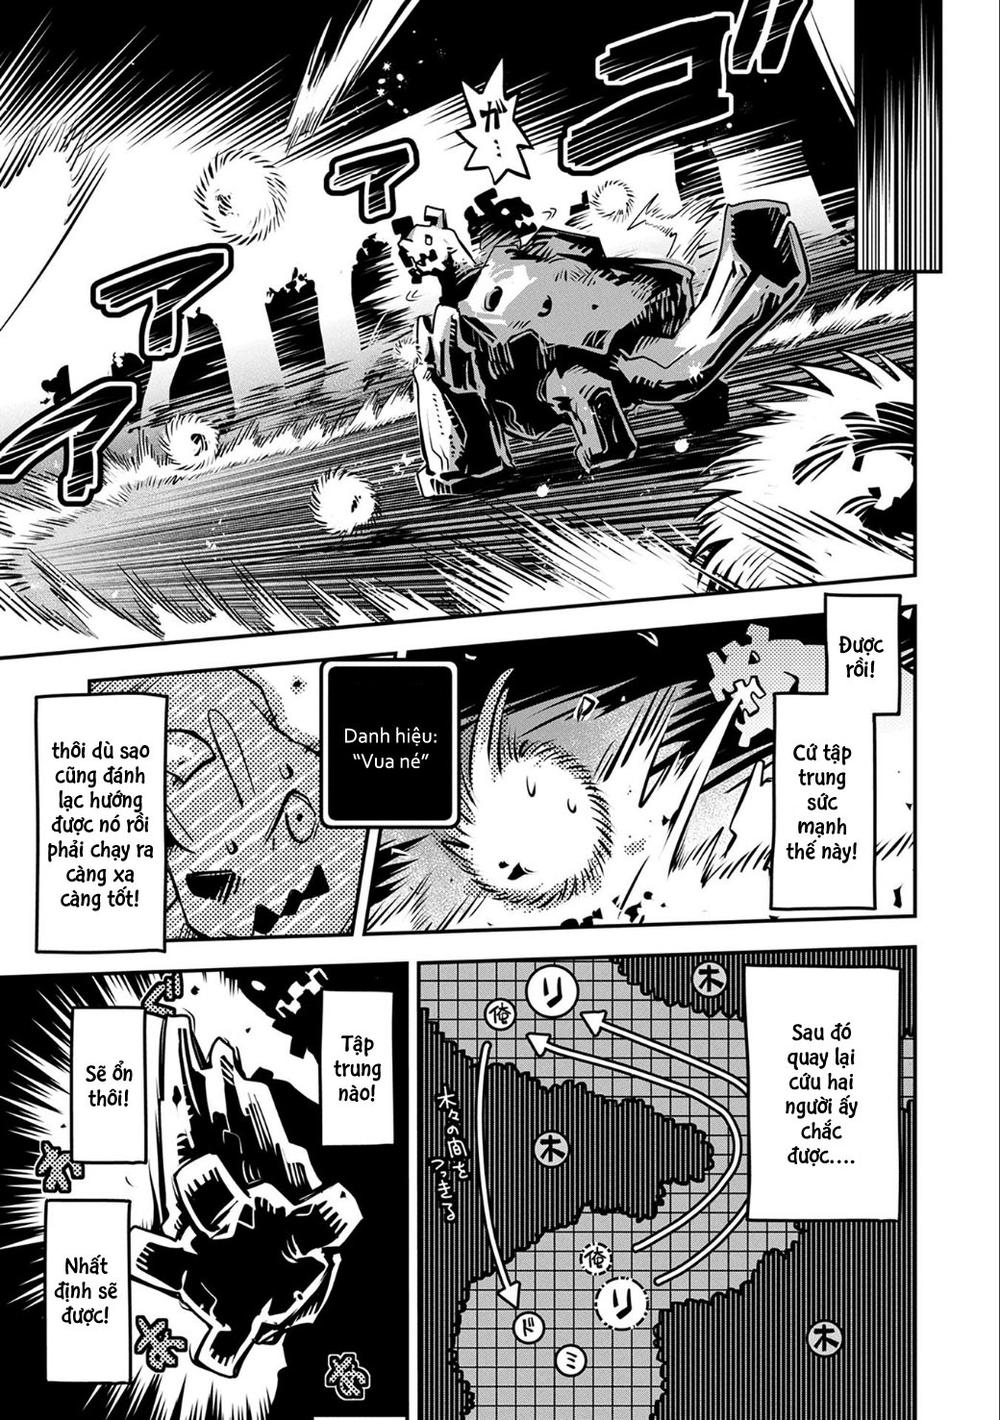 ゴ
ゴ
ガ…
ァ
ァ
ァ
Được
rồi!
Cứ tập
trung
sức
mạnh
thế này!
Danh hiệu:
“Vua né”
thôi dù sao
cũng đánh
lạc hướng
được nó rồi
phải chạy ra
càng xa
càng tốt!
Sau đó
quay lại
cứu hai
người ấy
chắc
được....
木
リ
俺
木々の間を
つっきる
木
俺
リ
ド
ミ
木
Tập
trung
nào!
Sẽ ổn
thôi!
Nhất
định sẽ
được!